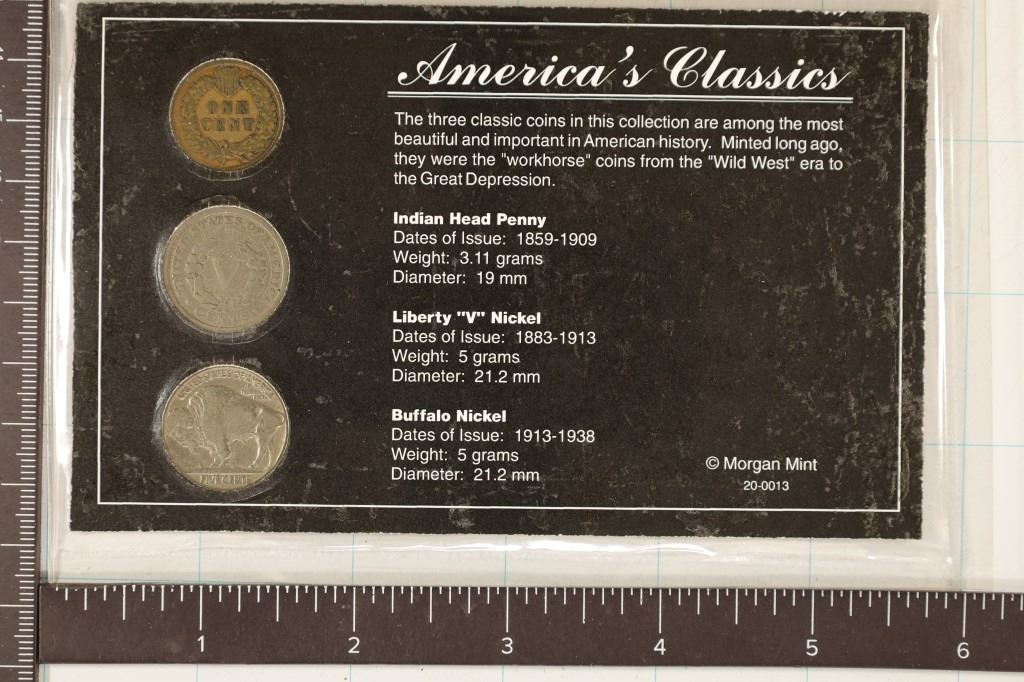 America's Classics
The three classic coins in this collection are among the most
beautiful and important in American history. Minted long ago,
they were the "workhorse" coins from the "Wild West" era to
the Great Depression.
Indian Head Penny
Dates of Issue: 1859-1909
Weight: 3.11 grams
Diameter: 19 mm
Liberty "V" Nickel
Dates of Issue: 1883-1913
Weight: 5 grams
Diameter: 21.2 mm
Buffalo Nickel
Dates of Issue: 1913-1938
Weight: 5 grams
Diameter: 21.2 mm
© Morgan Mint
20-0013
ONE
CENT
1 2 3 4 5 6